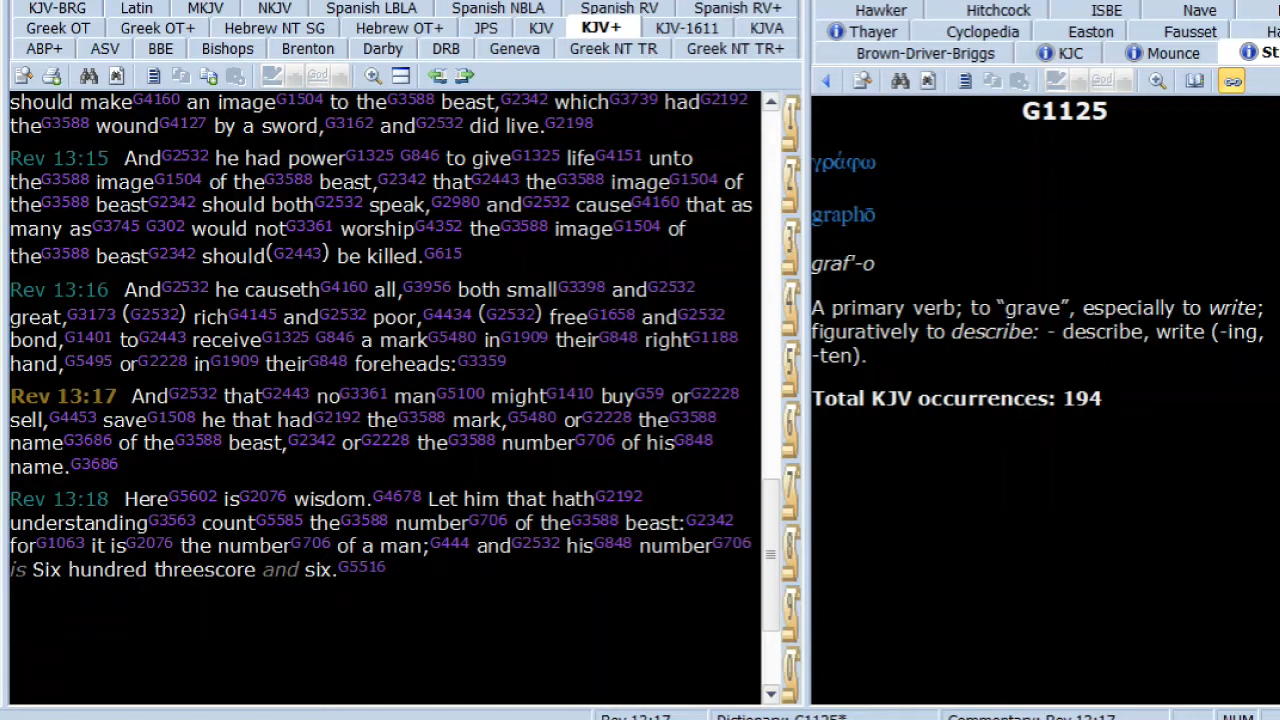 KJV-BRG Latin MKJV NKJV Spanish LBLA Spanish NBLA Spanish RV Spanish RV+
Greek OT Greek OT+ Hebrew NT SG Hebrew OT+ JPS KJV KJV+ KJV-1611 KJVA
ABP+ ASV BBE Bishops Brenton Darby DRB Geneva Greek NT TR Greek NT TR+
should makeG4160 an imageG1504 to theG3588 beast,G2342 whichG3739 hadG2192
theG3588 woundG4127 by a sword,G3162 andG2532 did live.G2198
Rev 13:15 AndG2532 he had powerG1325 G846 to giveG1325 lifeG4151 unto
theG3588 imageG1504 of theG3588 beast,G2342 thatG2443 theG3588 imageG1504 of
theG3588 beastG2342 should bothG2532 speak,G2980 andG2532 causeG4160 that as
many asG3745 G302 would notG3361 worshipG4352 theG3588 imageG1504 of
theG3588 beastG2342 should(G2443) be killed.G615
Rev 13:16 AndG2532 he causethG4160 all,G3956 both smallG3398 andG2532
great,G3173 (G2532) richG4145 andG2532 poor,G4434 (G2532) freeG1658 andG2532
bond,G1401 toG2443 receiveG1325 G846 a markG5480 inG1909 theirG848 rightG1188
hand,G5495 orG2228 inG1909 theirG848 foreheads:G3359
Rev 13:17 AndG2532 thatG2443 noG3361 manG5100 mightG1410 buyG59 orG2228
sell,G4453 saveG1508 he that hadG2192 theG3588 mark,G5480 orG2228 theG3588
nameG3686 of theG3588 beast,G2342 orG2228 theG3588 numberG706 of hisG848
name.G3686
Rev 13:18 HereG5602 isG2076 wisdom.G4678 Let him that hathG2192
understandingG3563 countG5585 theG3588 numberG706 of theG3588 beast:G2342
forG1063 it isG2076 the numberG706 of a man;G444 andG2532 hisG848 numberG706
is Six hundred threescore and six.G5516
Hawker Hitchcock ISBE Nave
Thayer Cyclopedia Easton Fausset
Brown-Driver-Briggs KJC Mounce
G1125
γράφω
graphō
graf'-o
A primary verb; to “grave”, especially to write;
figuratively to describe: - describe, write (-ing,
-ten).
Total KJV occurrences: 194
Rev 13:17 Dictionary: G1125* Commentary: Rev 13:17 NUM